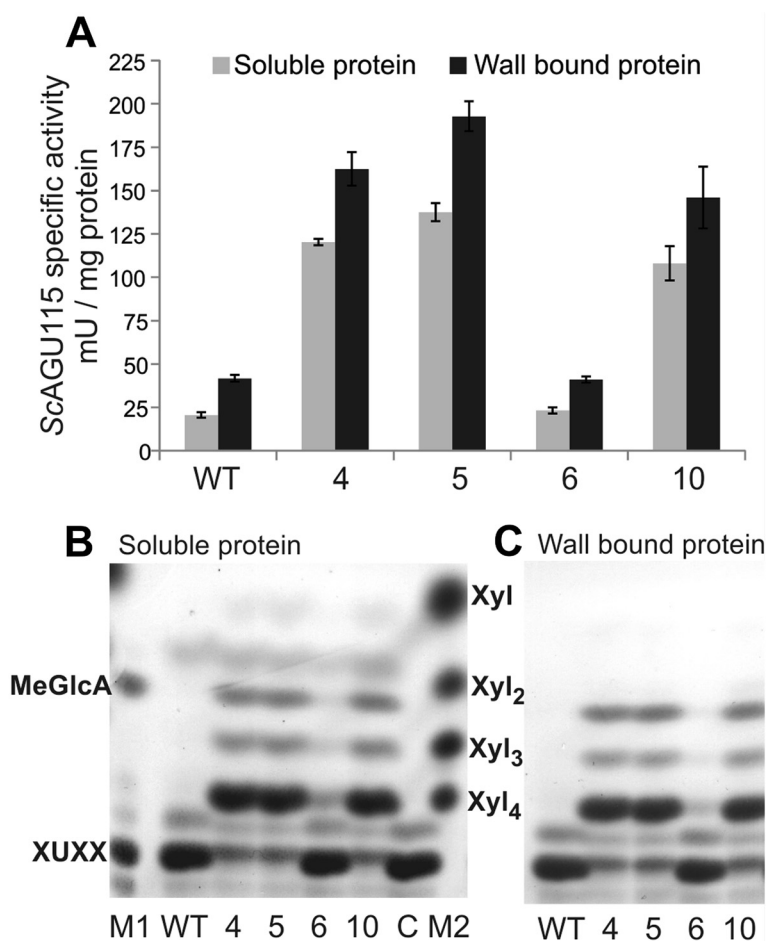 A
Soluble protein Wall bound protein
ScAGU115 specific activity
mU / mg protein
225
200
175
150
125
100
75
50
25
0
WT 4 5 6 10
B Soluble protein
C Wall bound protein
Xyl
MeGlcA
Xyl2
Xyl3
Xyl4
XUXX
M1 WT 4 5 6 10 C M2
WT 4 5 6 10